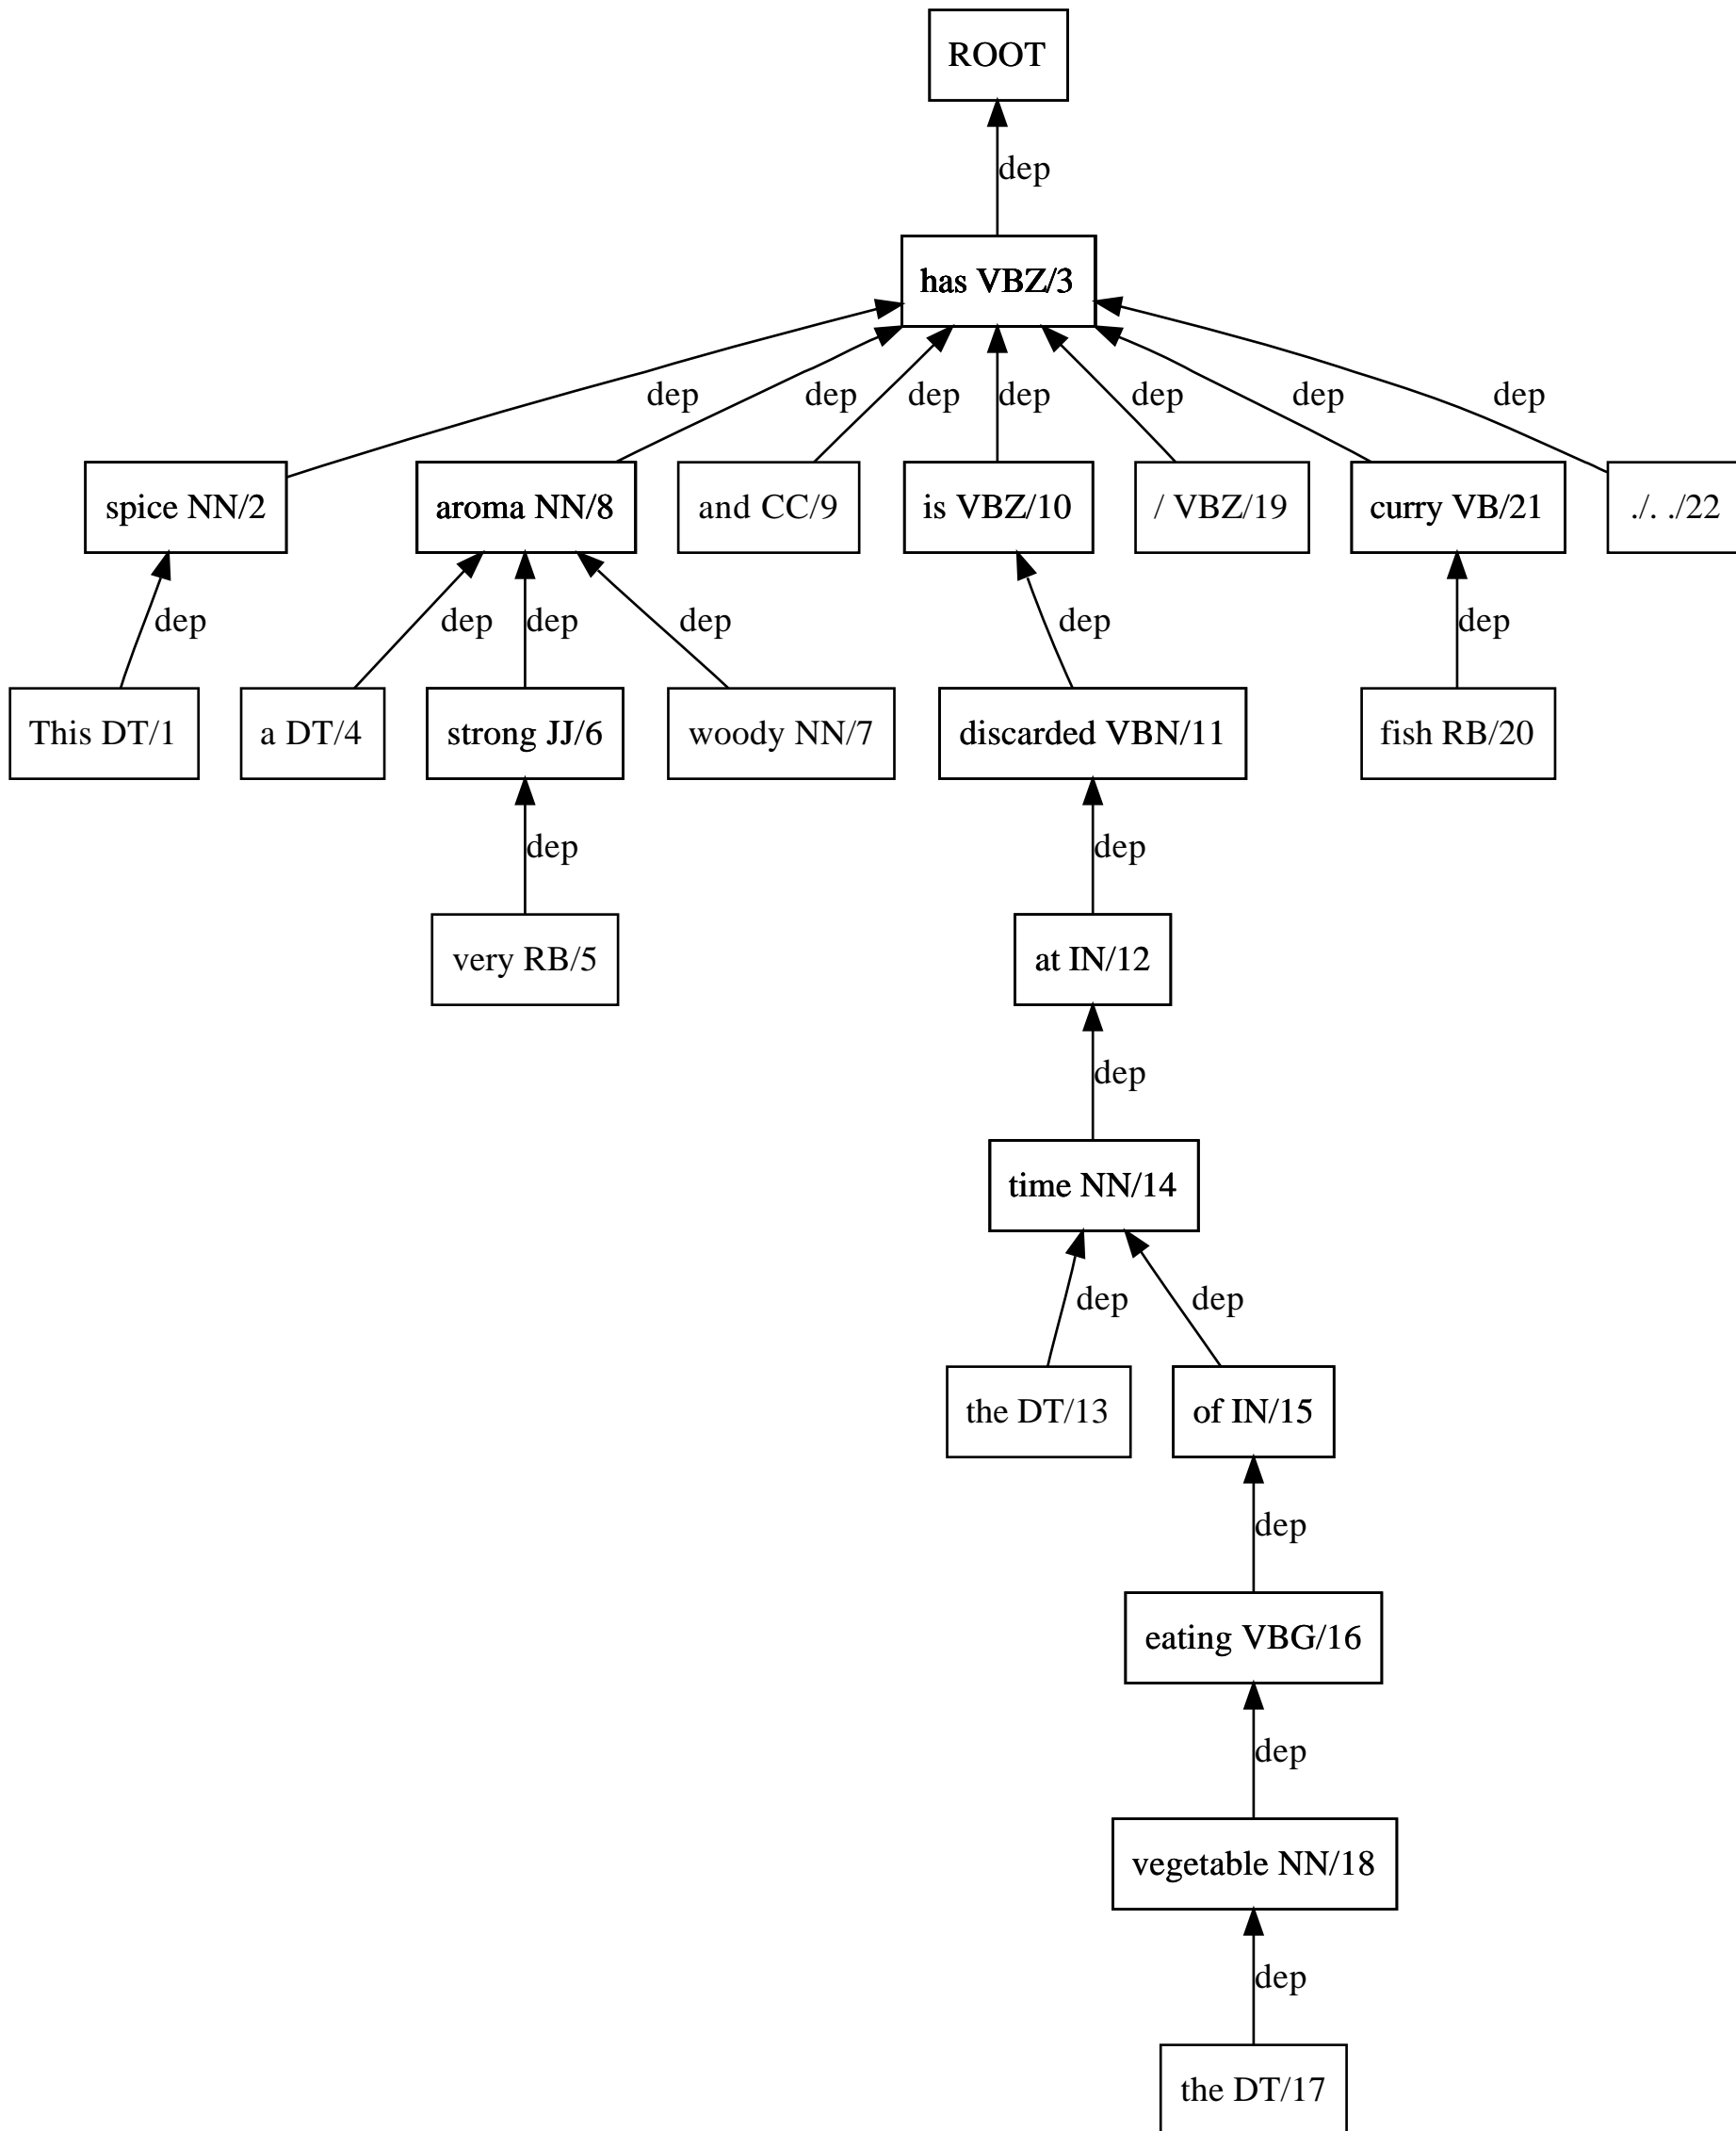 ROOT
dep
has VBZ/3
dep dep dep dep dep dep dep
spice NN/2 aroma NN/8 and CC/9 is VBZ/10 / VBZ/19 curry VB/21 ./. ./22
dep dep dep dep dep dep
This DT/1 a DT/4 strong JJ/6 woody NN/7 discarded VBN/11 fish RB/20
dep dep
very RB/5 at IN/12
dep
time NN/14
dep dep
the DT/13 of IN/15
dep
eating VBG/16
dep
vegetable NN/18
dep
the DT/17